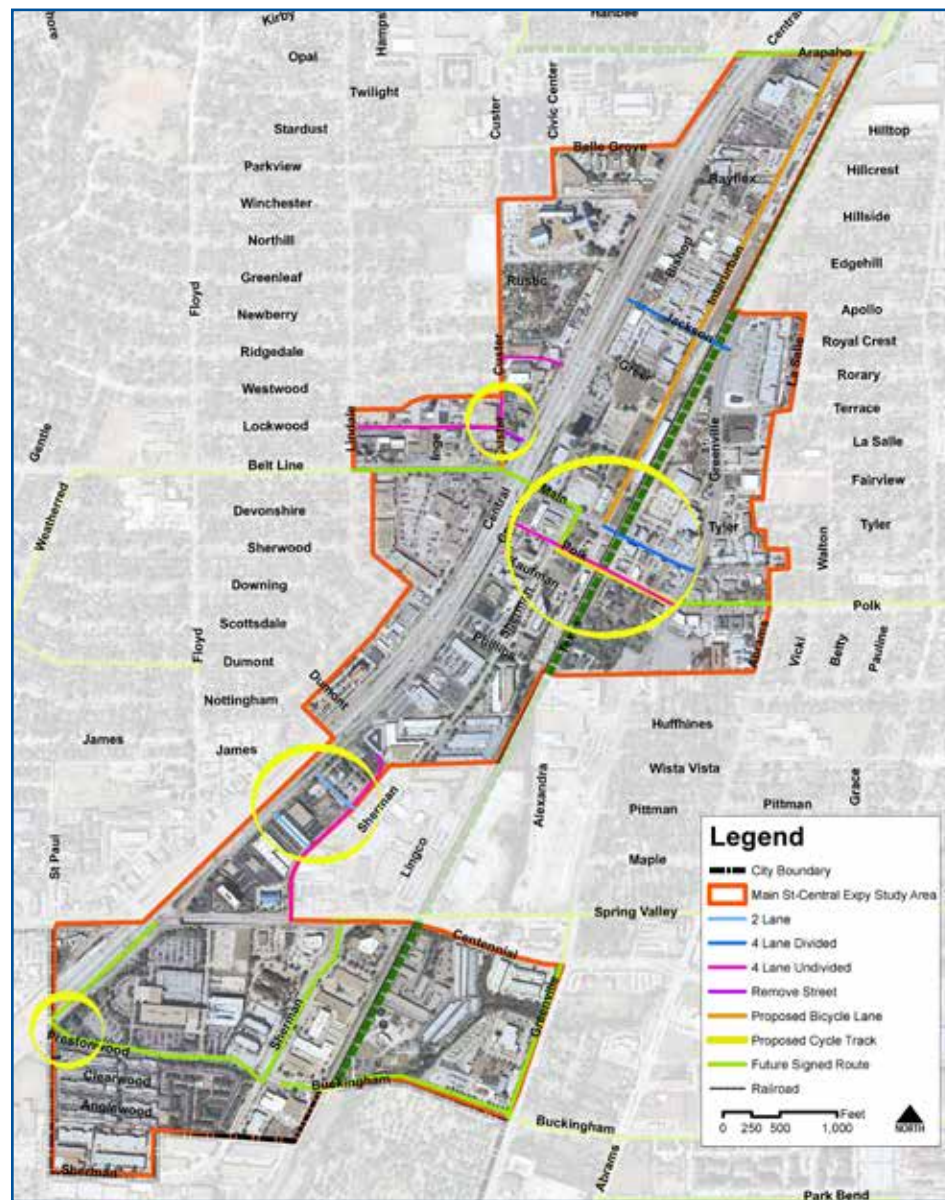 Kirby
Hamps
Central
Opal
Arapaho
Twilight
Custer
Civic Center
Stardust
Hilltop
Belle Grove
Parkview
Hillcrest
Rayflex
Winchester
Hillside
Northill
Bishop
Edgehill
Greenleaf
Rustic
Interurban
Floyd
Newberry
Apollo
Jackson
Royal Crest
Ridgedale
Custer
Greer
La Salle
Rorary
Westwood
Terrace
Lindale
Lockwood
Inge
Custer
Greenville
La Salle
Gentle
Belt Line
Fairview
Weatherred
Devonshire
Central
Main
Tyler
Walton
Tyler
Sherwood
Polk
Kaufman
Downing
Sherman
Polk
Scottsdale
Phillips
Abrams
Vicki
Betty
Pauline
Floyd
Dumont
Dumont
Nottingham
Huffhines
James
James
Wista Vista
Alexandra
Grace
Sherman
Pittman
Pittman
St Paul
Lingco
Maple
Spring Valley
Centennial
Greenville
Sherman
Prestonwood
Clearwood
Buckingham
Anglewood
Buckingham
Sherman
Abrams
Park Bend
Legend
City Boundary
Main St-Central Expy Study Area
2 Lane
4 Lane Divided
4 Lane Undivided
Remove Street
Proposed Bicycle Lane
Proposed Cycle Track
Future Signed Route
Railroad
Feet
0 250 500 1,000
NORTH